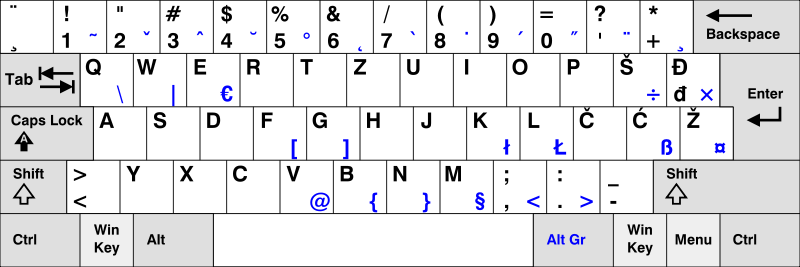 ¨ ! " # $ % & / ( ) = ? * Backspace
¸ 1 ~ 2 ˇ 3 ^ 4 ˘ 5 ° 6 ˛ 7 ` 8 ˙ 9 ´ 0 ˝ ' ¨ + ¸
Tab Q W E R T Z U I O P Š Đ
\ | € ÷ đ × Enter
Caps Lock A S D F G H J K L Č Ć Ž
A [ ] ł Ł ß ¤
Shift > Y X C V B N M ; : _ Shift
< @ { } § , < . > -
Ctrl Win Key Alt Alt Gr Win Key Menu Ctrl